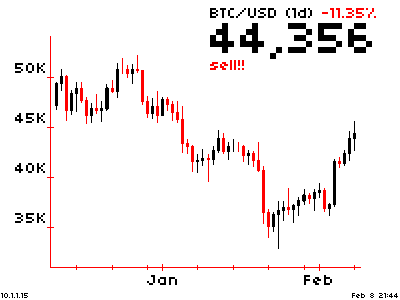 BTC/USD (1d) -11.35%
44,356
sell!!
50K
45K
40K
35K
Jan Feb
10.1.1.15 Feb 8 21:44